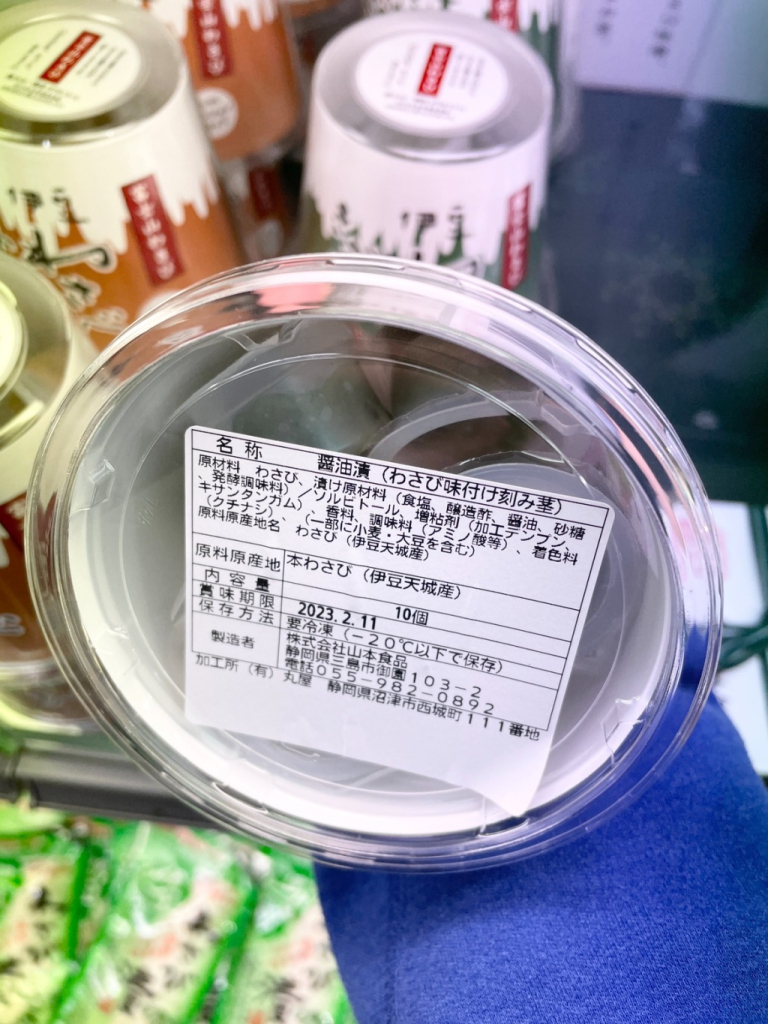 伊豆
伊豆
名称 醤油漬(わさび味付け刻み茎)
原材料 わさび、漬け原材料(食塩、醸造酢、醤油、砂糖
、発酵調味料)/ソルビトール、増粘剤(加工デンプン、
キサンタンガム)、香料、調味料(アミノ酸等)、着色料
(クチナシ)、(一部に小麦・大豆を含む)
原料原産地名 わさび(伊豆天城産)
原料原産地 本わさび(伊豆天城産)
内容量 10個
賞味期限 2023.2.11
保存方法 要冷凍(-20℃以下で保存)
製造者 株式会社山本食品
静岡県三島市御園103-2
電話055-982-0892
加工所(有)丸屋 静岡県沼津市西城町111番地